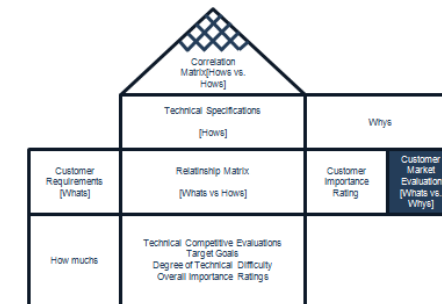 Correlation
Matrix[Hows vs.
Hows]
Technical Specifications
[Hows]
Whys
Customer
Requirements
[Whats]
Relatinship Matrix
[Whats vs Hows]
Customer
Importance
Rating
Customer
Market
Evaluation
[Whats vs.
Whys]
How muchs
Technical Competitive Evaluations
Target Goals
Degree of Technical Difficulty
Overall Importance Ratings